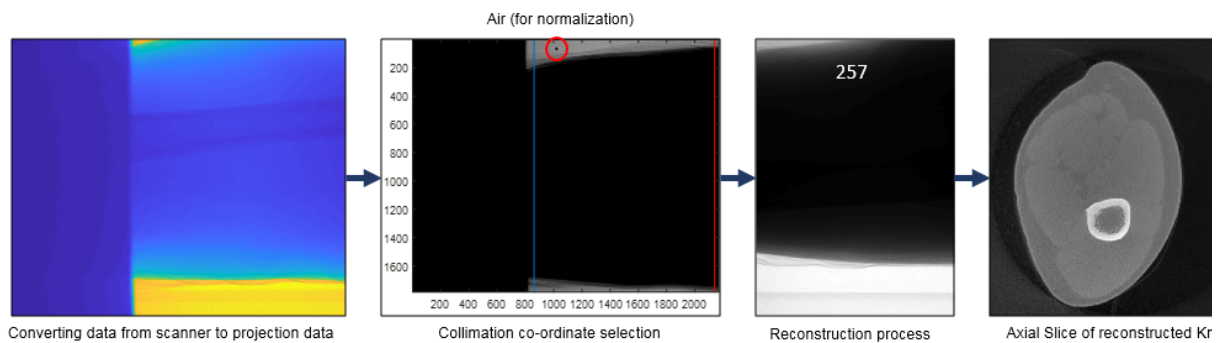 Air (for normalization)
257
200
400
600
800
1000
1200
1400
1600
200 400 600 800 1000 1200 1400 1600 1800 2000
Converting data from scanner to projection data
Collimation co-ordinate selection
Reconstruction process
Axial Slice of reconstructed Kn